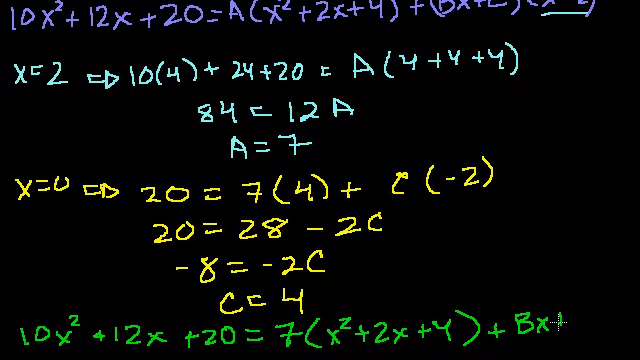 10x² + 12x + 20 = A(x² + 2x + 4) + (Bx + C)(x - 2)
x = 2 ⇒ 10(4) + 24 + 20 = A(4 + 4 + 4)
84 = 12A
A = 7
x = 0 ⇒ 20 = 7(4) + C(-2)
20 = 28 - 2C
-8 = -2C
C = 4
10x² + 12x + 20 = 7(x² + 2x + 4) + Bx +